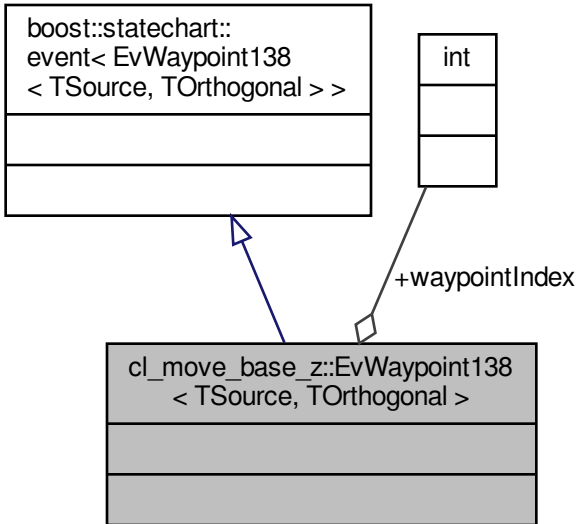 boost::statechart::
event< EvWaypoint138
< TSource, TOrthogonal > >
int
+waypointIndex
cl_move_base_z::EvWaypoint138
< TSource, TOrthogonal >